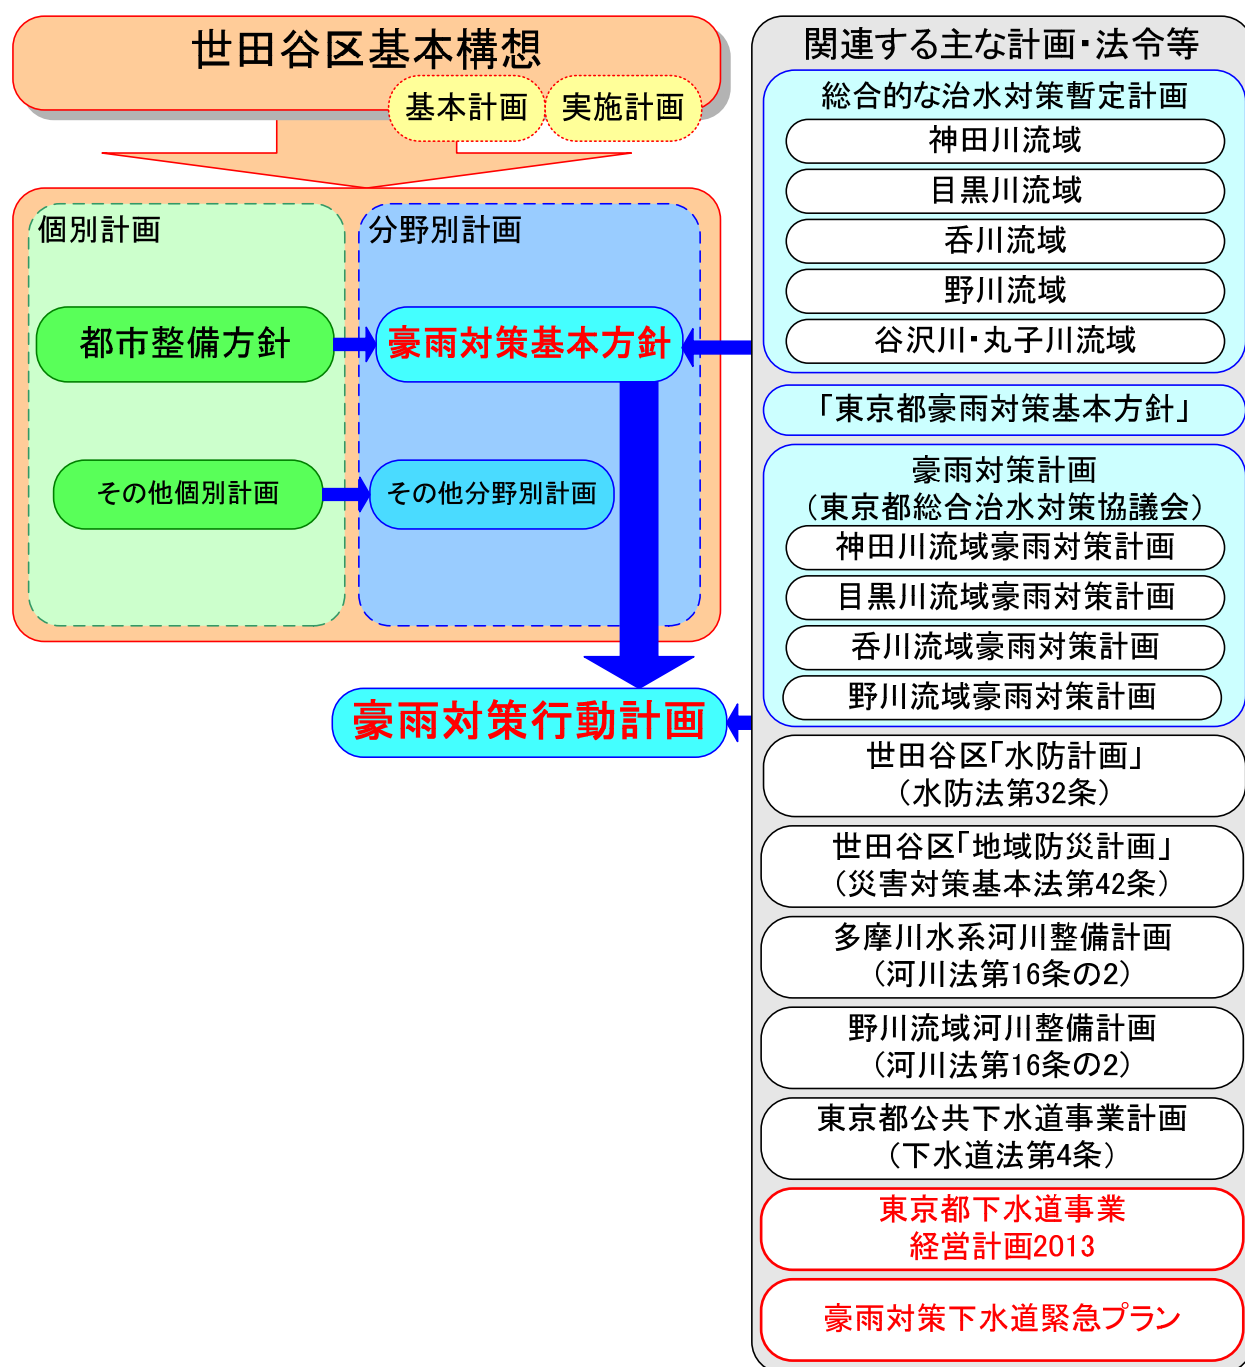 世田谷区基本構想
基本計画
実施計画
個別計画
分野別計画
都市整備方針
豪雨対策基本方針
その他個別計画
その他分野別計画
豪雨対策行動計画
関連する主な計画・法令等
総合的な治水対策暫定計画
神田川流域
目黒川流域
呑川流域
野川流域
谷沢川・丸子川流域
「東京都豪雨対策基本方針」
豪雨対策計画
（東京都総合治水対策協議会）
神田川流域豪雨対策計画
目黒川流域豪雨対策計画
呑川流域豪雨対策計画
野川流域豪雨対策計画
世田谷区「水防計画」
（水防法第32条）
世田谷区「地域防災計画」
（災害対策基本法第42条）
多摩川水系河川整備計画
（河川法第16条の2）
野川流域河川整備計画
（河川法第16条の2）
東京都公共下水道事業計画
（下水道法第4条）
東京都下水道事業
経営計画2013
豪雨対策下水道緊急プラン